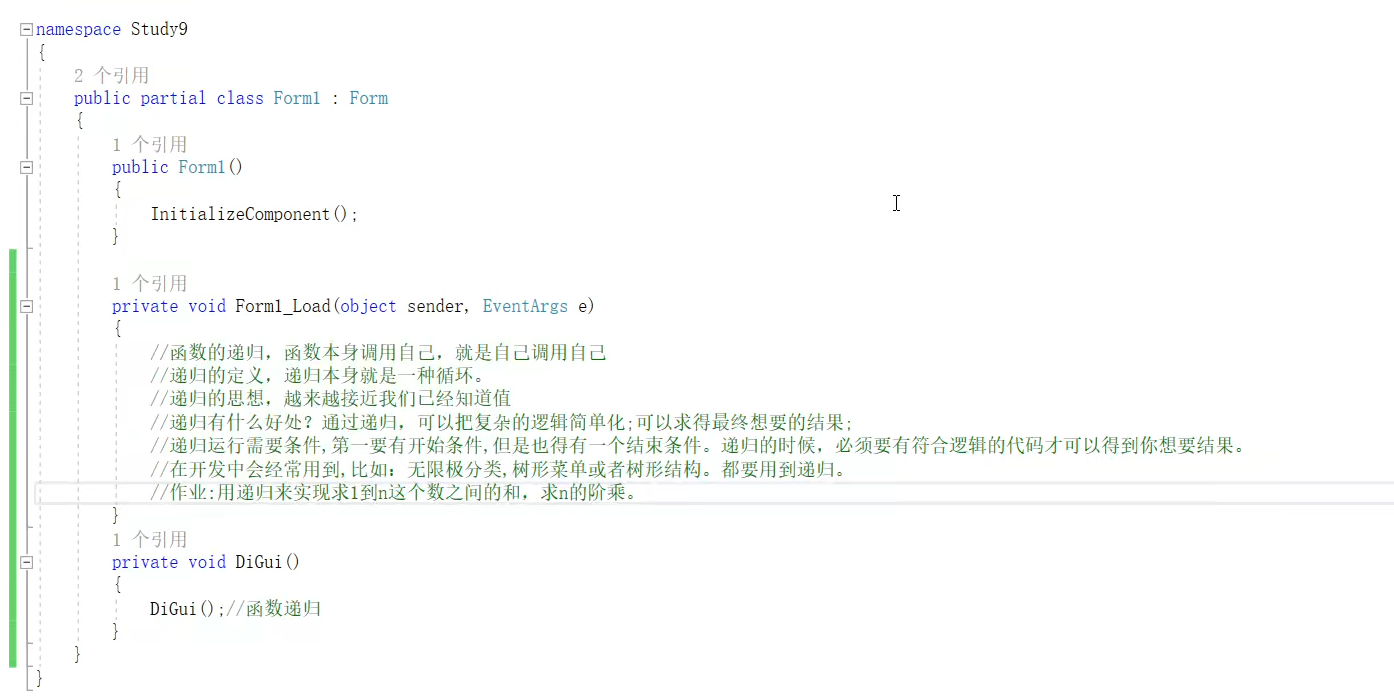 namespace Study9
{
2 个引用
public partial class Form1 : Form
{
1 个引用
public Form1()
{
InitializeComponent();
}
1 个引用
private void Form1_Load(object sender, EventArgs e)
{
//函数的递归，函数本身调用自己，就是自己调用自己
//递归的定义，递归本身就是一种循环。
//递归的思想，越来越接近我们已经知道值
//递归有什么好处？通过递归，可以把复杂的逻辑简单化;可以求得最终想要的结果;
//递归运行需要条件,第一要有开始条件,但是也得有一个结束条件。递归的时候，必须要有符合逻辑的代码才可以得到你想要结果。
//在开发中会经常用到,比如：无限极分类,树形菜单或者树形结构。都要用到递归。
//作业:用递归来实现求1到n这个数之间的和，求n的阶乘。
}
1 个引用
private void DiGui()
{
DiGui();//函数递归
}
}
}